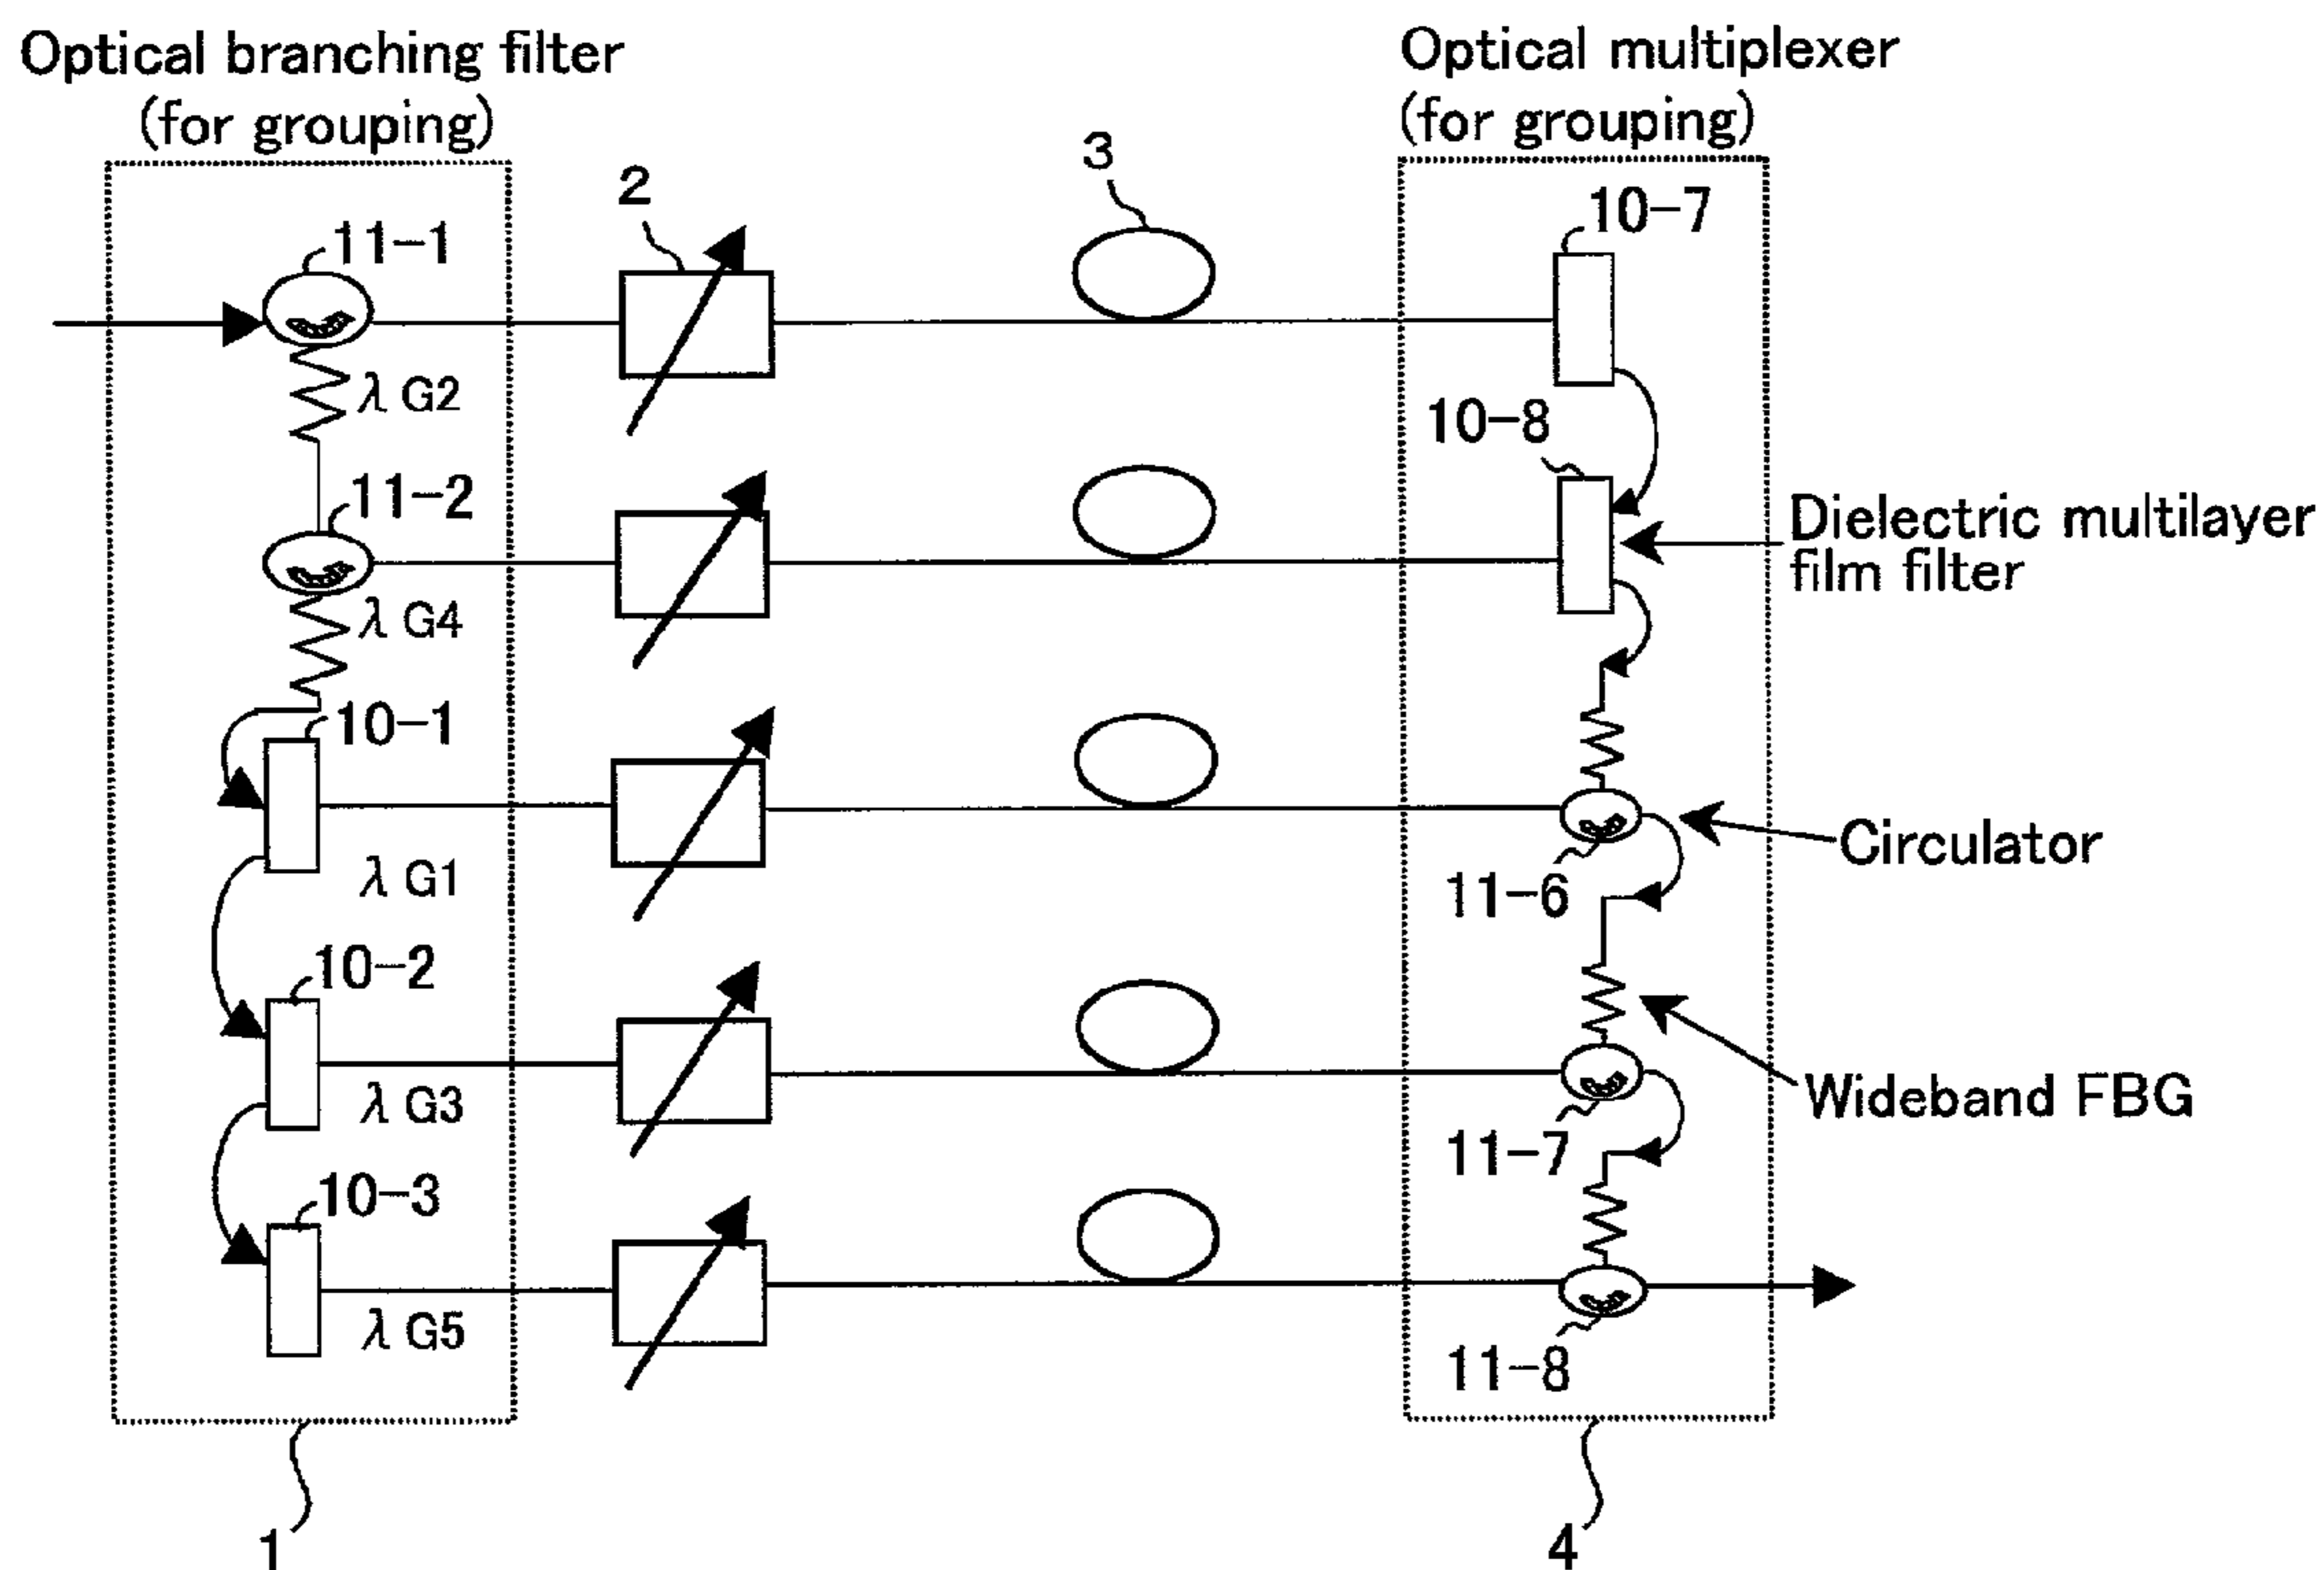 Optical branching filter
(for grouping)
Optical multiplexer
(for grouping)
3
2
10-7
11-1
λ G2
10-8
11-2
Dielectric multilayer
film filter
λ G4
10-1
Circulator
λ G1
11-6
10-2
λ G3
Wideband FBG
11-7
10-3
λ G5
11-8
1
4